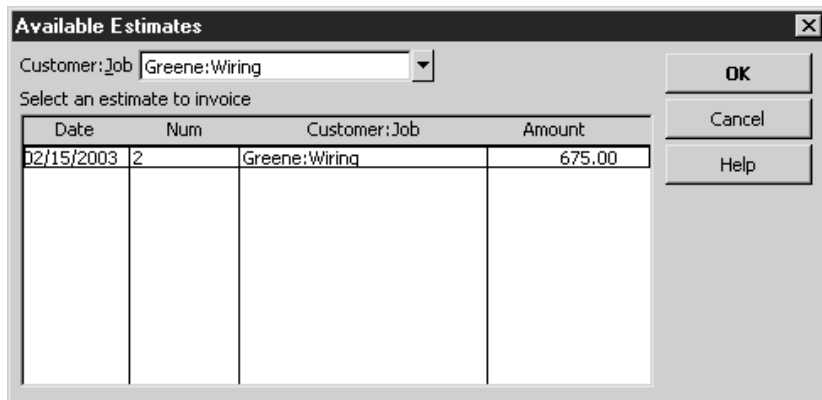 Available Estimates
Customer:Job Greene:Wiring
OK
Select an estimate to invoice
Date Num Customer:Job Amount
Cancel
02/15/2003 2 Greene:Wiring 675.00
Help